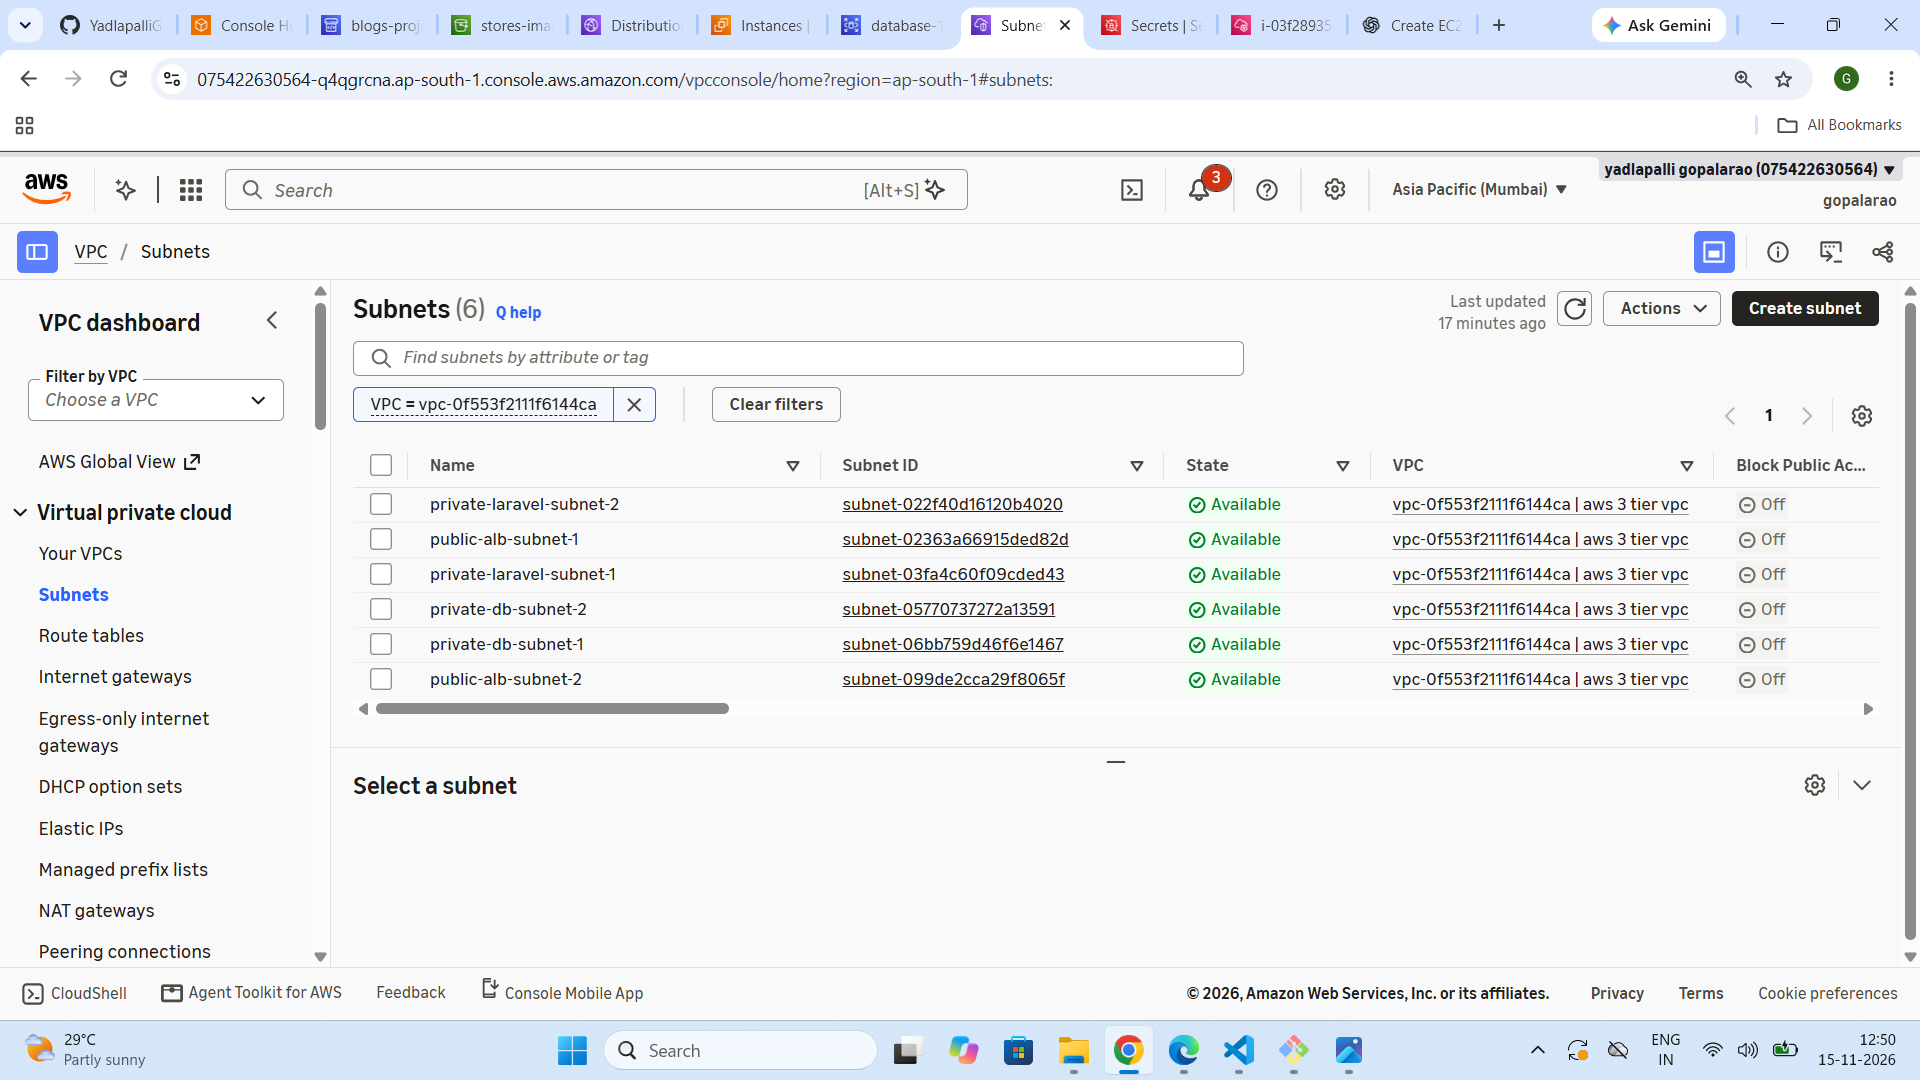 YadlapalliG
Console Ho
blogs-proj
stores-ima
Distributio
Instances |
database-1
Subne
Secrets | Se
i-03f28935
Create EC2
Ask Gemini
075422630564-q4qgrcna.ap-south-1.console.aws.amazon.com/vpcconsole/home?region=ap-south-1#subnets:
G
All Bookmarks
aws
Search
[Alt+S]
3
Asia Pacific (Mumbai)
yadlapalli gopalarao (075422630564)
gopalarao
VPC / Subnets
VPC dashboard
Filter by VPC
Choose a VPC
AWS Global View
Virtual private cloud
Your VPCs
Subnets
Route tables
Internet gateways
Egress-only internet
gateways
DHCP option sets
Elastic IPs
Managed prefix lists
NAT gateways
Peering connections
Subnets (6) Q help
Last updated
17 minutes ago
Actions
Create subnet
Find subnets by attribute or tag
VPC = vpc-0f553f2111f6144ca
Clear filters
1
Name Subnet ID State VPC Block Public Ac...
private-laravel-subnet-2 subnet-022f40d16120b4020 Available vpc-0f553f2111f6144ca | aws 3 tier vpc Off
public-alb-subnet-1 subnet-02363a66915ded82d Available vpc-0f553f2111f6144ca | aws 3 tier vpc Off
private-laravel-subnet-1 subnet-03fa4c60f09cded43 Available vpc-0f553f2111f6144ca | aws 3 tier vpc Off
private-db-subnet-2 subnet-05770737272a13591 Available vpc-0f553f2111f6144ca | aws 3 tier vpc Off
private-db-subnet-1 subnet-06bb759d46f6e1467 Available vpc-0f553f2111f6144ca | aws 3 tier vpc Off
public-alb-subnet-2 subnet-099de2cca29f8065f Available vpc-0f553f2111f6144ca | aws 3 tier vpc Off
Select a subnet
CloudShell
Agent Toolkit for AWS
Feedback
Console Mobile App
© 2026, Amazon Web Services, Inc. or its affiliates.
Privacy
Terms
Cookie preferences
29°C
Partly sunny
Search
ENG
IN
12:50
15-11-2026